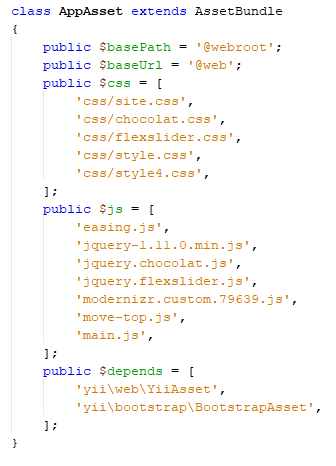 class AppAsset extends AssetBundle
{
    public $basePath = '@webroot';
    public $baseUrl = '@web';
    public $css = [
        'css/site.css',
        'css/chocolat.css',
        'css/flexslider.css',
        'css/style.css',
        'css/style4.css',
    ];
    public $js = [
        'easing.js',
        'jquery-1.11.0.min.js',
        'jquery.chocolat.js',
        'jquery.flexslider.js',
        'modernizr.custom.79639.js',
        'move-top.js',
        'main.js',
    ];
    public $depends = [
        'yii\web\YiiAsset',
        'yii\bootstrap\BootstrapAsset',
    ];
}